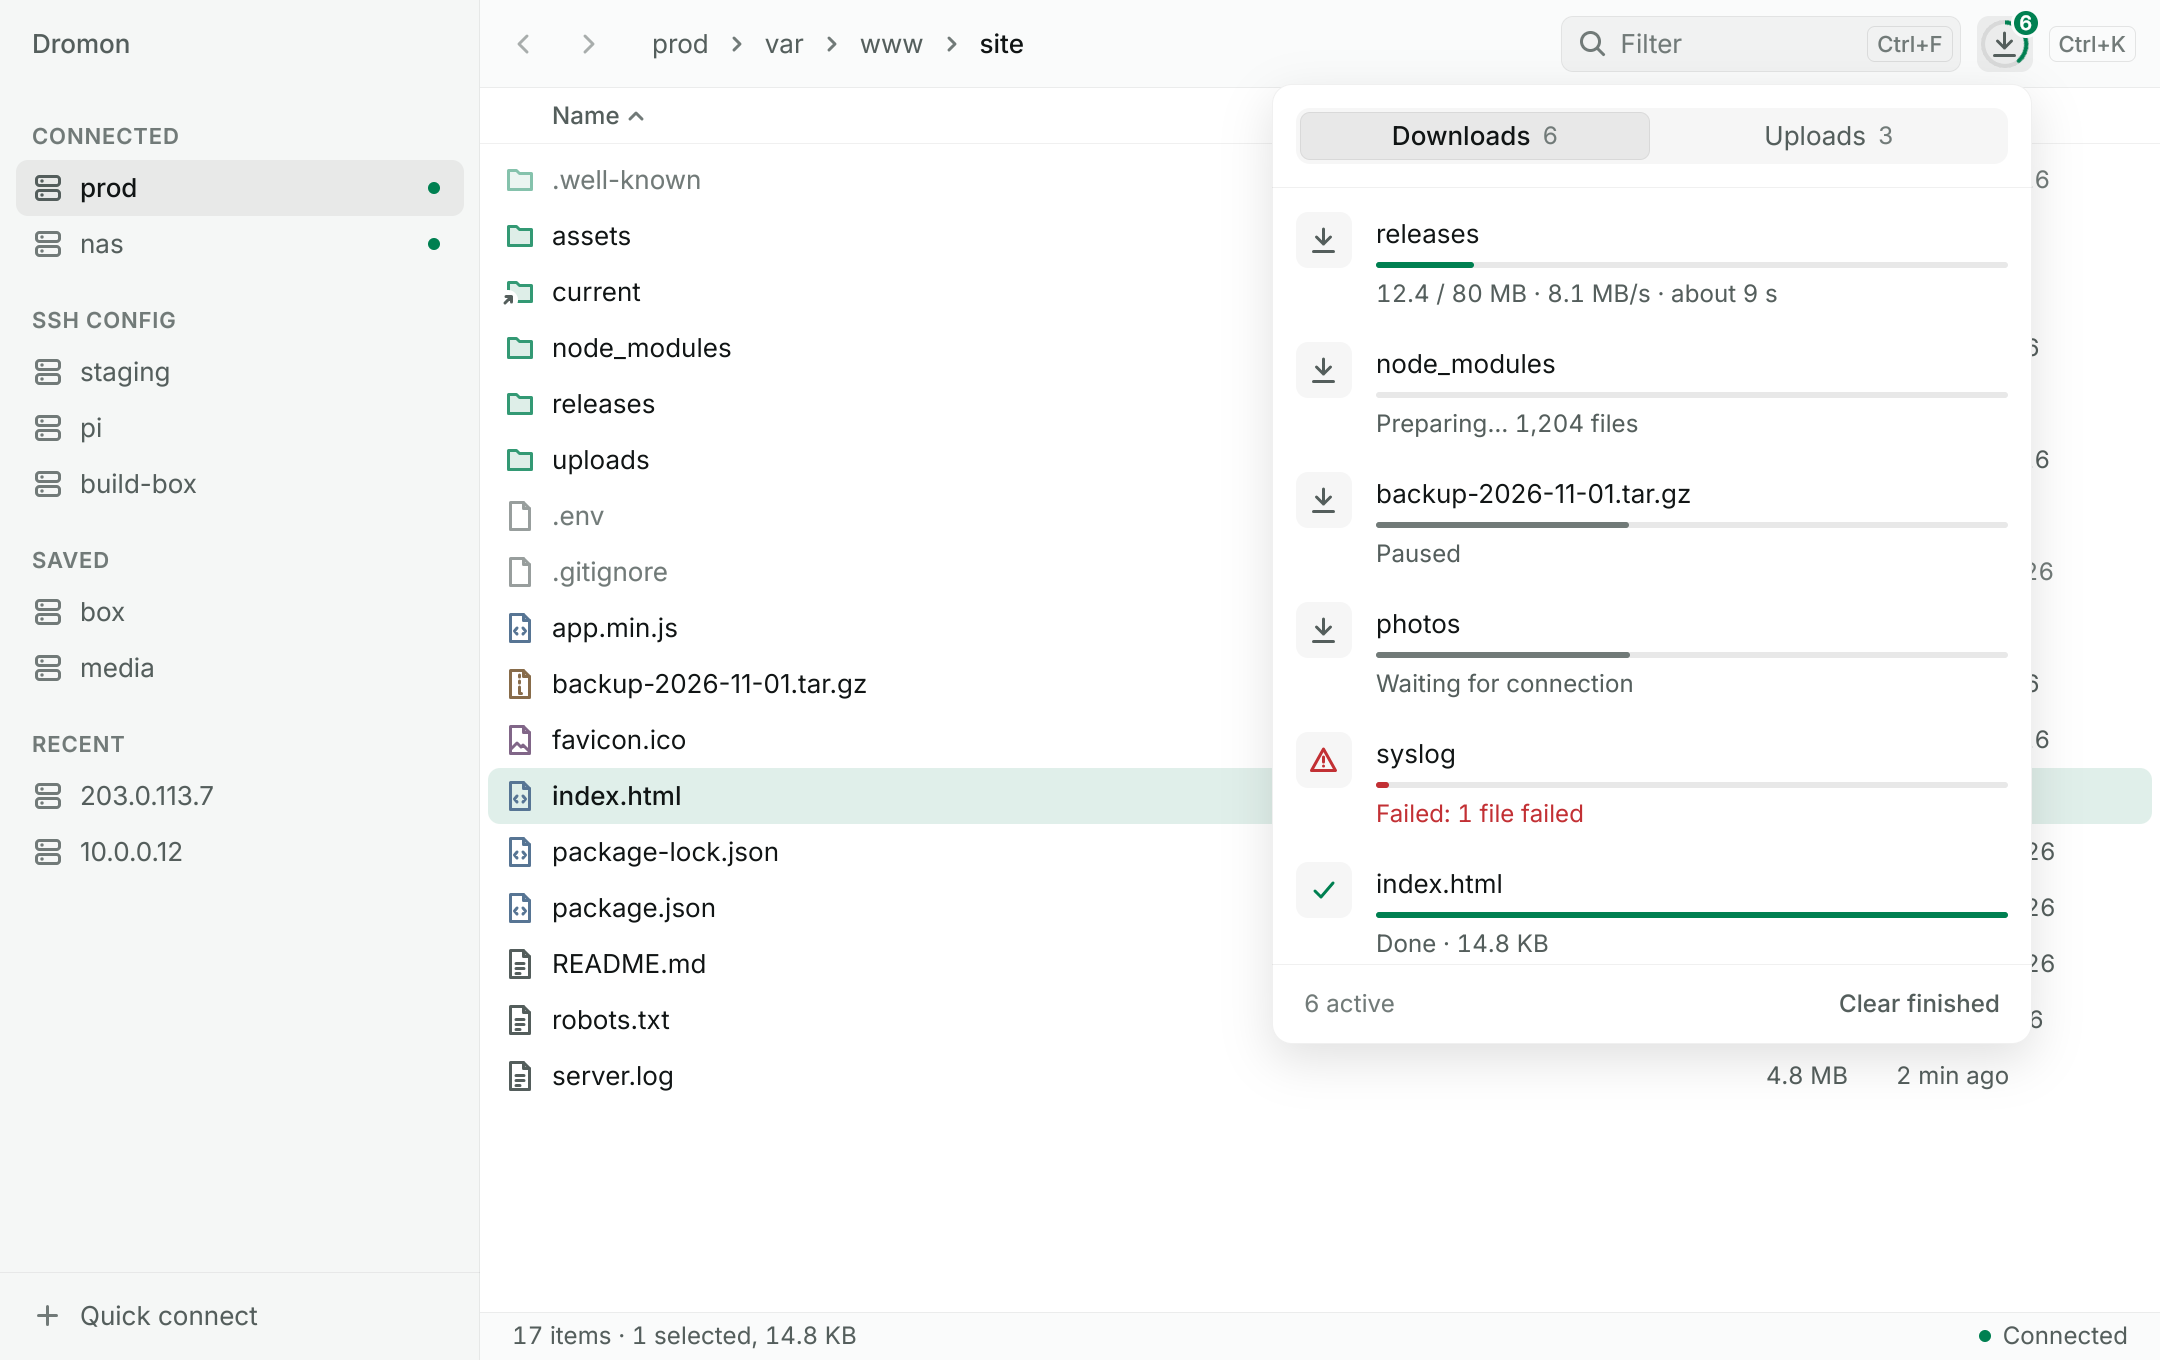 Dromon
CONNECTED
prod
nas
SSH CONFIG
staging
pi
build-box
SAVED
box
media
RECENT
203.0.113.7
10.0.0.12
Quick connect
prod › var › www › site
Filter Ctrl+F
6
Ctrl+K
Name
.well-known
assets
current
node_modules
releases
uploads
.env
.gitignore
app.min.js
backup-2026-11-01.tar.gz
favicon.ico
index.html
package-lock.json
package.json
README.md
robots.txt
server.log 4.8 MB 2 min ago
Downloads 6 Uploads 3
releases
12.4 / 80 MB · 8.1 MB/s · about 9 s
node_modules
Preparing... 1,204 files
backup-2026-11-01.tar.gz
Paused
photos
Waiting for connection
syslog
Failed: 1 file failed
index.html
Done · 14.8 KB
6 active Clear finished
17 items · 1 selected, 14.8 KB
Connected